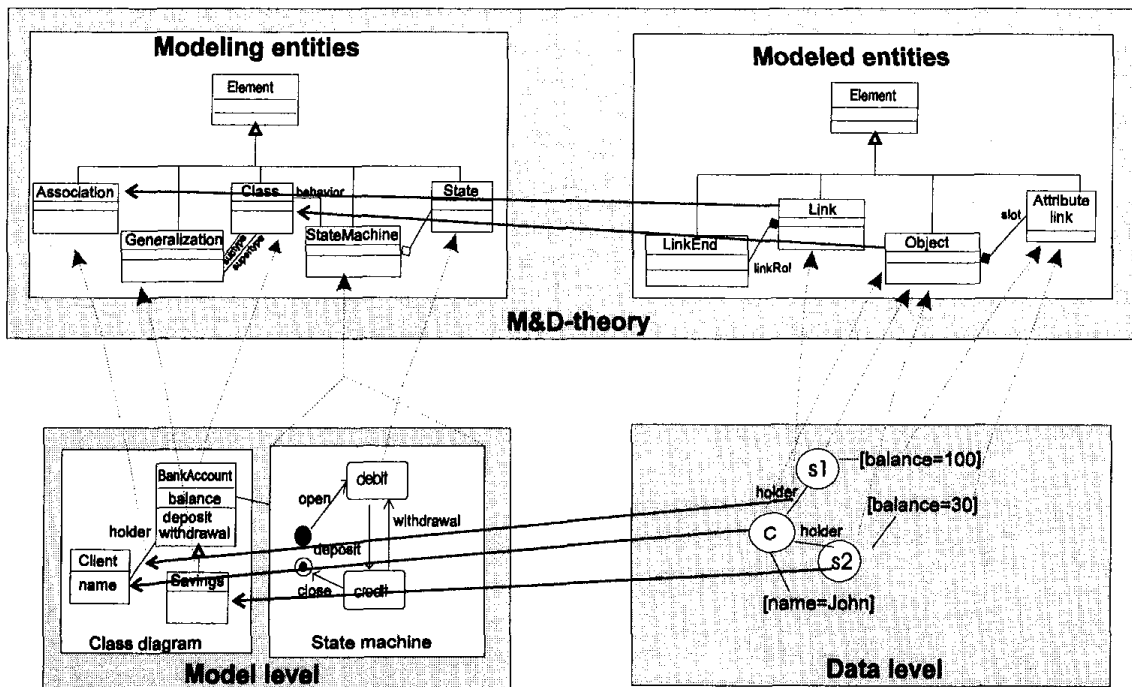 Modeling entities
Element
Association
Class
behavior
State
Generalization
subtype
supertype
StateMachine
Modeled entities
Element
Link
slot
Attribute
link
LinkEnd
linkRol
Object
M&D-theory
BankAccount
balance
deposit
withdrawal
holder
Client
name
Savings
Class diagram
debit
open
withdrawal
deposit
close
credit
State machine
Model level
s1
[balance=100]
holder
[balance=30]
c
holder
s2
[name=John]
Data level